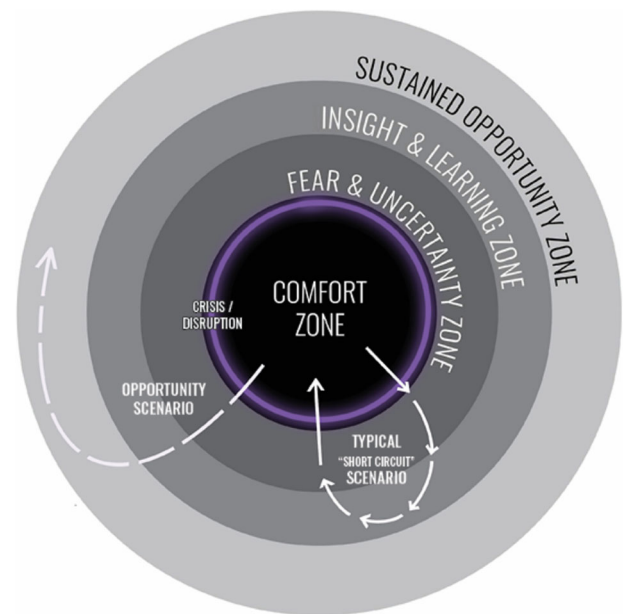 SUSTAINED OPPORTUNITY ZONE
INSIGHT & LEARNING ZONE
FEAR & UNCERTAINTY ZONE
COMFORT
ZONE
CRISIS /
DISRUPTION
OPPORTUNITY
SCENARIO
TYPICAL
"SHORT CIRCUIT"
SCENARIO